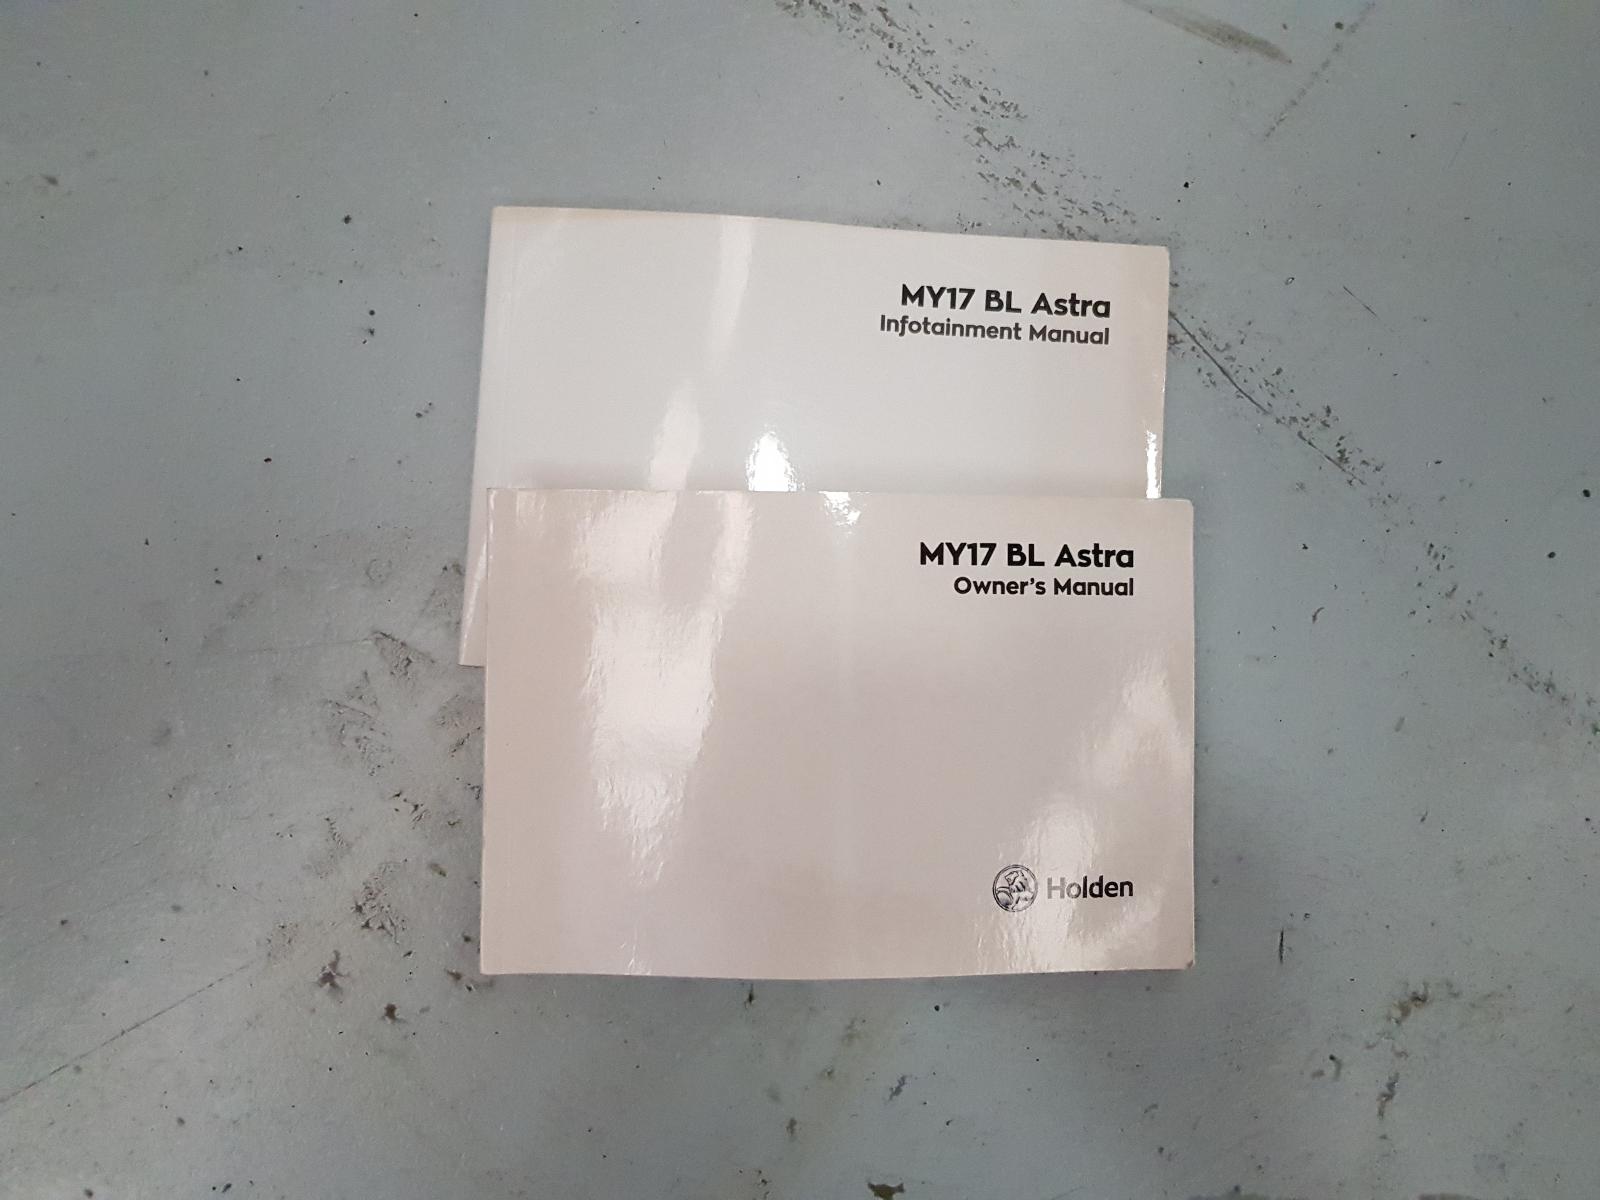 MY17 BL Astra
Infotainment Manual
MY17 BL Astra
Owner's Manual
Holden